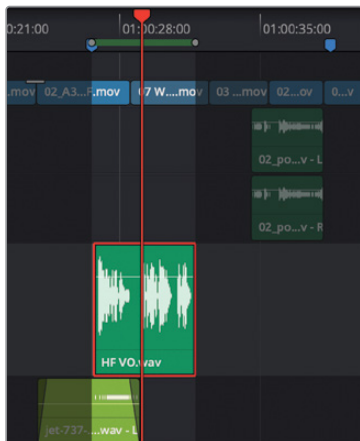 0:21:00 01:00:28:00 01:00:35:00
.mov 02_A3...F.mov 07 W....mov 03 ...mov 02...ov 0...v
02_po...v - L
02_po...v - R
HF VO.wav
jet-737-....wav - L